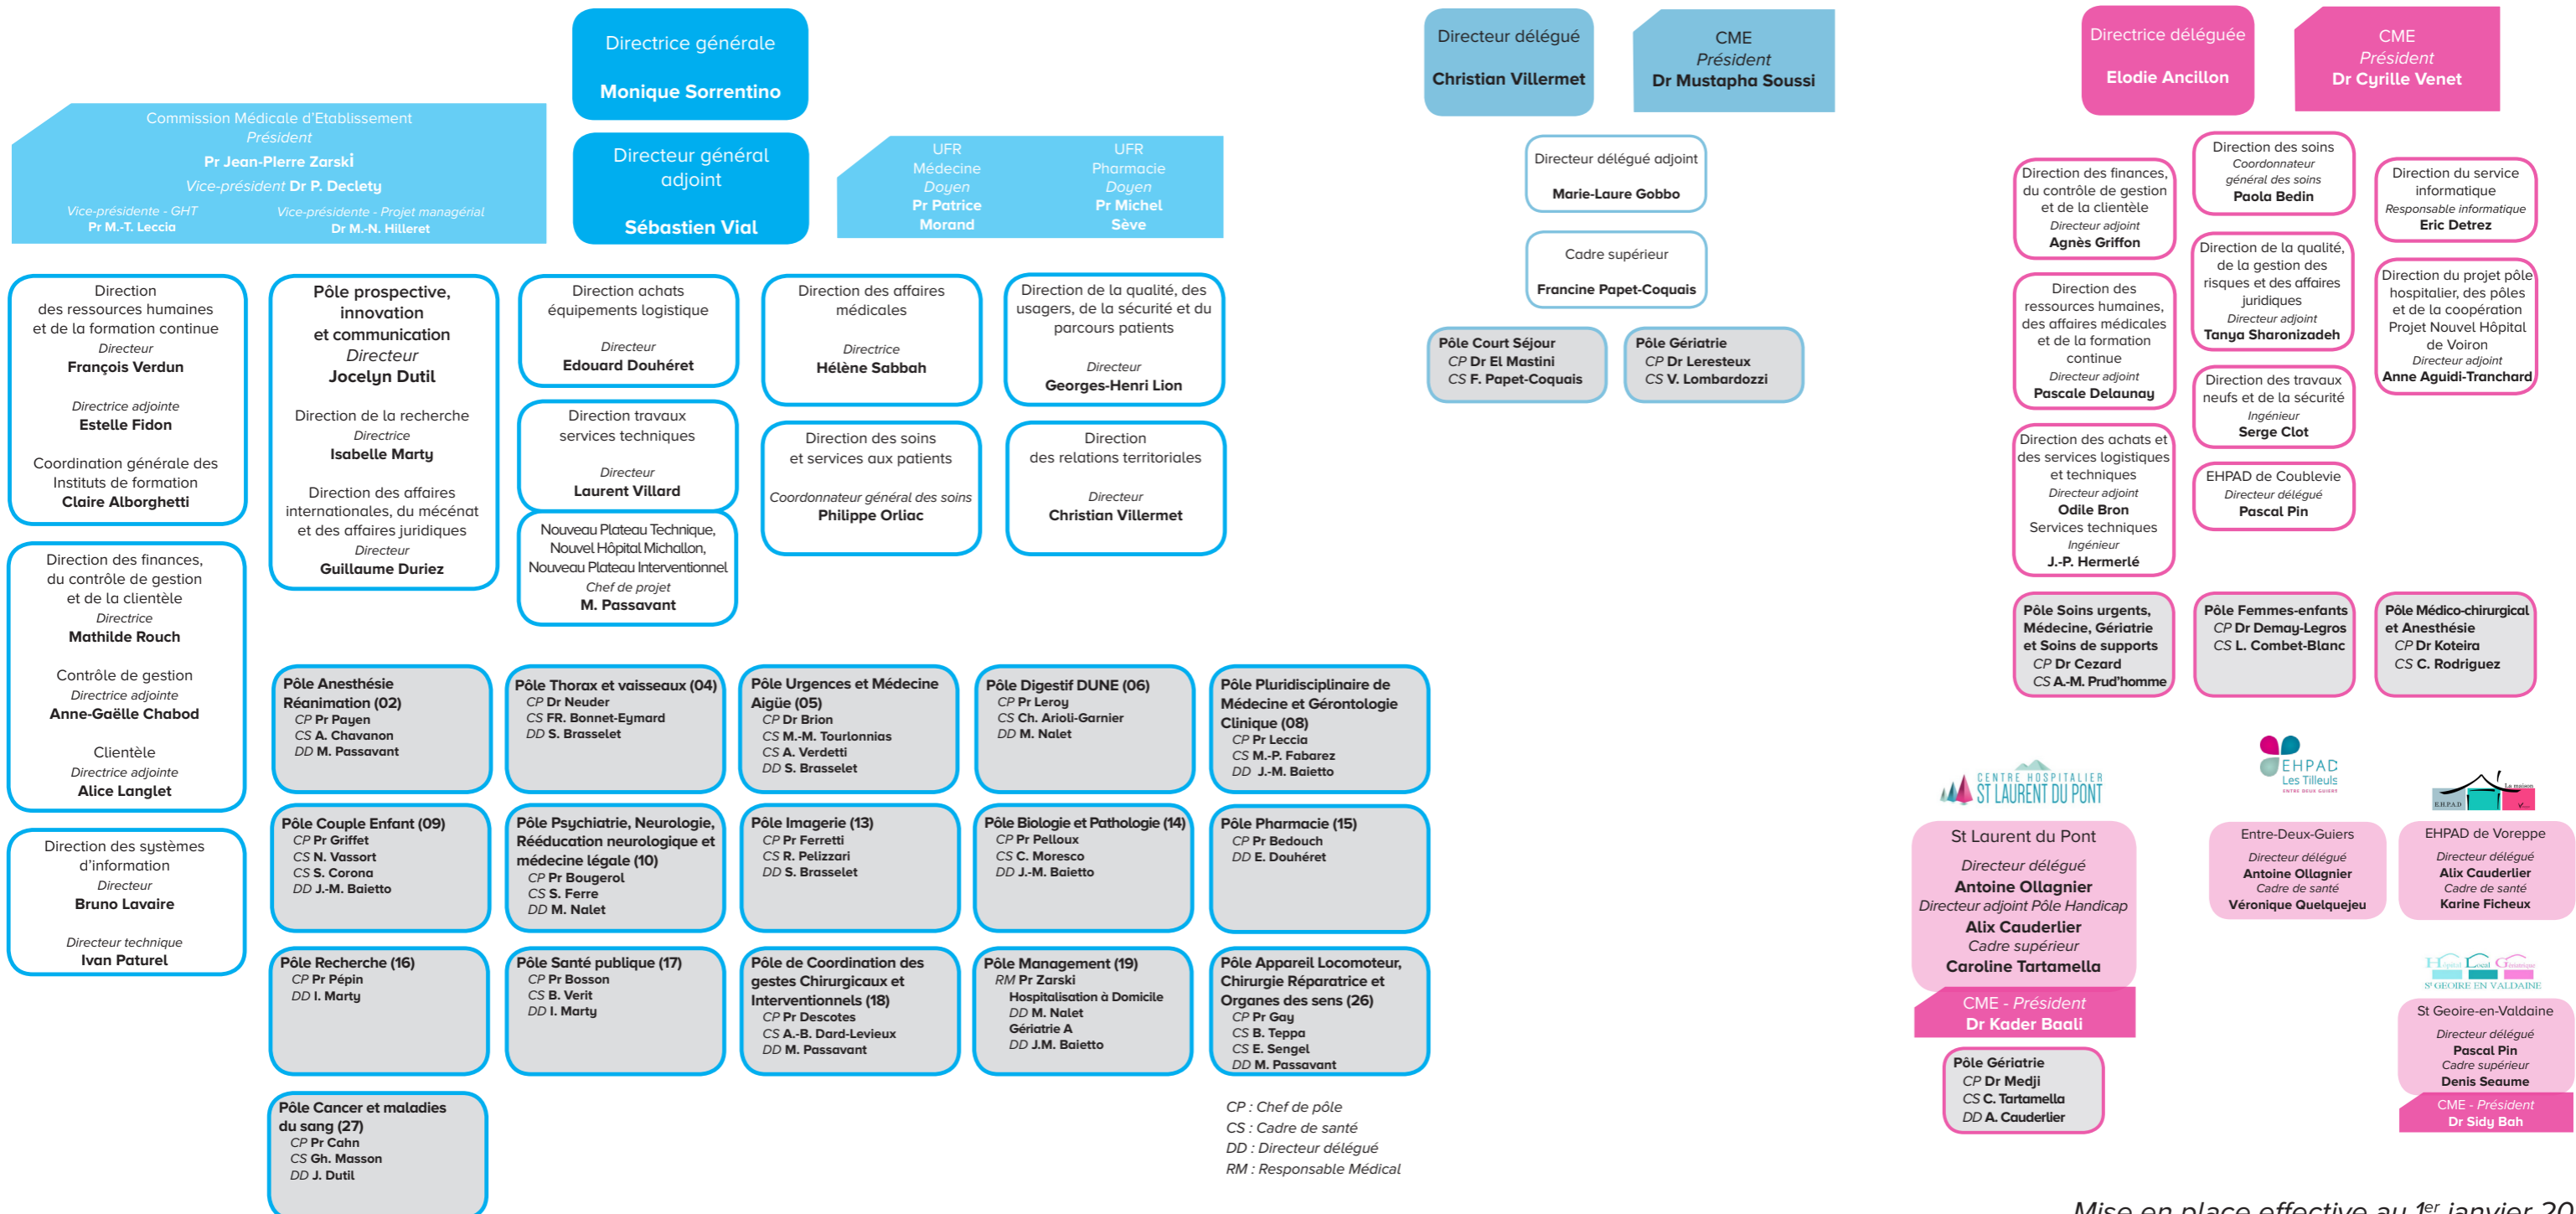 Directrice générale
Monique Sorrentino
Directeur général
adjoint
Sébastien Vial
Commission Médicale d'Etablissement
Président
Pr Jean-PIerre Zarski
Vice-président Dr P. Declety
Vice-présidente - GHT
Pr M.-T. Leccia
Vice-présidente - Projet managérial
Dr M.-N. Hilleret
UFR
Médecine
Doyen
Pr Patrice
Morand
UFR
Pharmacie
Doyen
Pr Michel
Sève
Direction
des ressources humaines
et de la formation continue
Directeur
François Verdun
Directrice adjointe
Estelle Fidon
Coordination générale des
Instituts de formation
Claire Alborghetti
Direction des finances,
du contrôle de gestion
et de la clientèle
Directrice
Mathilde Rouch
Contrôle de gestion
Directrice adjointe
Anne-Gaëlle Chabod
Clientèle
Directrice adjointe
Alice Langlet
Direction des systèmes
d'information
Directeur
Bruno Lavaire
Directeur technique
Ivan Paturel
Pôle prospective,
innovation
et communication
Directeur
Jocelyn Dutil
Direction de la recherche
Directrice
Isabelle Marty
Direction des affaires
internationales, du mécénat
et des affaires juridiques
Directeur
Guillaume Duriez
Direction achats
équipements logistique
Directeur
Edouard Douhéret
Direction travaux
services techniques
Directeur
Laurent Villard
Nouveau Plateau Technique,
Nouvel Hôpital Michallon,
Nouveau Plateau Interventionnel
Chef de projet
M. Passavant
Direction des affaires
médicales
Directrice
Hélène Sabbah
Direction des soins
et services aux patients
Coordonnateur général des soins
Philippe Orliac
Direction de la qualité, des
usagers, de la sécurité et du
parcours patients
Directeur
Georges-Henri Lion
Direction
des relations territoriales
Directeur
Christian Villermet
Pôle Anesthésie
Réanimation (02)
CP Pr Payen
CS A. Chavanon
DD M. Passavant
Pôle Thorax et vaisseaux (04)
CP Dr Neuder
CS FR. Bonnet-Eymard
DD S. Brasselet
Pôle Urgences et Médecine
Aigüe (05)
CP Dr Brion
CS M.-M. Tourlonnias
CS A. Verdetti
DD S. Brasselet
Pôle Digestif DUNE (06)
CP Pr Leroy
CS Ch. Arioli-Garnier
DD M. Nalet
Pôle Pluridisciplinaire de
Médecine et Gérontologie
Clinique (08)
CP Pr Leccia
CS M.-P. Fabarez
DD J.-M. Baietto
Pôle Couple Enfant (09)
CP Pr Griffet
CS N. Vassort
CS S. Corona
DD J.-M. Baietto
Pôle Psychiatrie, Neurologie,
Rééducation neurologique et
médecine légale (10)
CP Pr Bougerol
CS S. Ferre
DD M. Nalet
Pôle Imagerie (13)
CP Pr Ferretti
CS R. Pelizzari
DD S. Brasselet
Pôle Biologie et Pathologie (14)
CP Pr Pelloux
CS C. Moresco
DD J.-M. Baietto
Pôle Pharmacie (15)
CP Pr Bedouch
DD E. Douhéret
Pôle Recherche (16)
CP Pr Pépin
DD I. Marty
Pôle Santé publique (17)
CP Pr Bosson
CS B. Verit
DD I. Marty
Pôle de Coordination des
gestes Chirurgicaux et
Interventionnels (18)
CP Pr Descotes
CS A.-B. Dard-Levieux
DD M. Passavant
Pôle Management (19)
RM Pr Zarski
Hospitalisation à Domicile
DD M. Nalet
Gériatrie A
DD J.M. Baietto
Pôle Appareil Locomoteur,
Chirurgie Réparatrice et
Organes des sens (26)
CP Pr Gay
CS B. Teppa
CS E. Sengel
DD M. Passavant
Pôle Cancer et maladies
du sang (27)
CP Pr Cahn
CS Gh. Masson
DD J. Dutil
CP : Chef de pôle
CS : Cadre de santé
DD : Directeur délégué
RM : Responsable Médical
Directeur délégué
Christian Villermet
CME
Président
Dr Mustapha Soussi
Directeur délégué adjoint
Marie-Laure Gobbo
Cadre supérieur
Francine Papet-Coquais
Pôle Court Séjour
CP Dr El Mastini
CS F. Papet-Coquais
Pôle Gériatrie
CP Dr Leresteux
CS V. Lombardozzi
Directrice déléguée
Elodie Ancillon
CME
Président
Dr Cyrille Venet
Direction des finances,
du contrôle de gestion
et de la clientèle
Directeur adjoint
Agnès Griffon
Direction des
ressources humaines,
des affaires médicales
et de la formation
continue
Directeur adjoint
Pascale Delaunay
Direction des achats et
des services logistiques
et techniques
Directeur adjoint
Odile Bron
Services techniques
Ingénieur
J.-P. Hermerlé
Direction des soins
Coordonnateur
général des soins
Paola Bedin
Direction de la qualité,
de la gestion des
risques et des affaires
juridiques
Directeur adjoint
Tanya Sharonizadeh
Direction des travaux
neufs et de la sécurité
Ingénieur
Serge Clot
EHPAD de Coublevie
Directeur délégué
Pascal Pin
Direction du service
informatique
Responsable informatique
Eric Detrez
Direction du projet pôle
hospitalier, des pôles
et de la coopération
Projet Nouvel Hôpital
de Voiron
Directeur adjoint
Anne Aguidi-Tranchard
Pôle Soins urgents,
Médecine, Gériatrie
et Soins de supports
CP Dr Cezard
CS A.-M. Prud'homme
Pôle Femmes-enfants
CP Dr Demay-Legros
CS L. Combet-Blanc
Pôle Médico-chirurgical
et Anesthésie
CP Dr Koteira
CS C. Rodriguez
CENTRE HOSPITALIER
ST LAURENT DU PONT
St Laurent du Pont
Directeur délégué
Antoine Ollagnier
Directeur adjoint Pôle Handicap
Alix Cauderlier
Cadre supérieur
Caroline Tartamella
CME - Président
Dr Kader Baali
Pôle Gériatrie
CP Dr Medji
CS C. Tartamella
DD A. Cauderlier
EHPAD
Les Tilleuls
ENTRE DEUX GUIERS
Entre-Deux-Guiers
Directeur délégué
Antoine Ollagnier
Cadre de santé
Véronique Quelquejeu
La maison
E.H.P.A.D
EHPAD de Voreppe
Directeur délégué
Alix Cauderlier
Cadre de santé
Karine Ficheux
Hôpital Local Gériatrique
St GEOIRE EN VALDAINE
St Geoire-en-Valdaine
Directeur délégué
Pascal Pin
Cadre supérieur
Denis Seaume
CME - Président
Dr Sidy Bah
Mise en place effective au 1er janvier 20